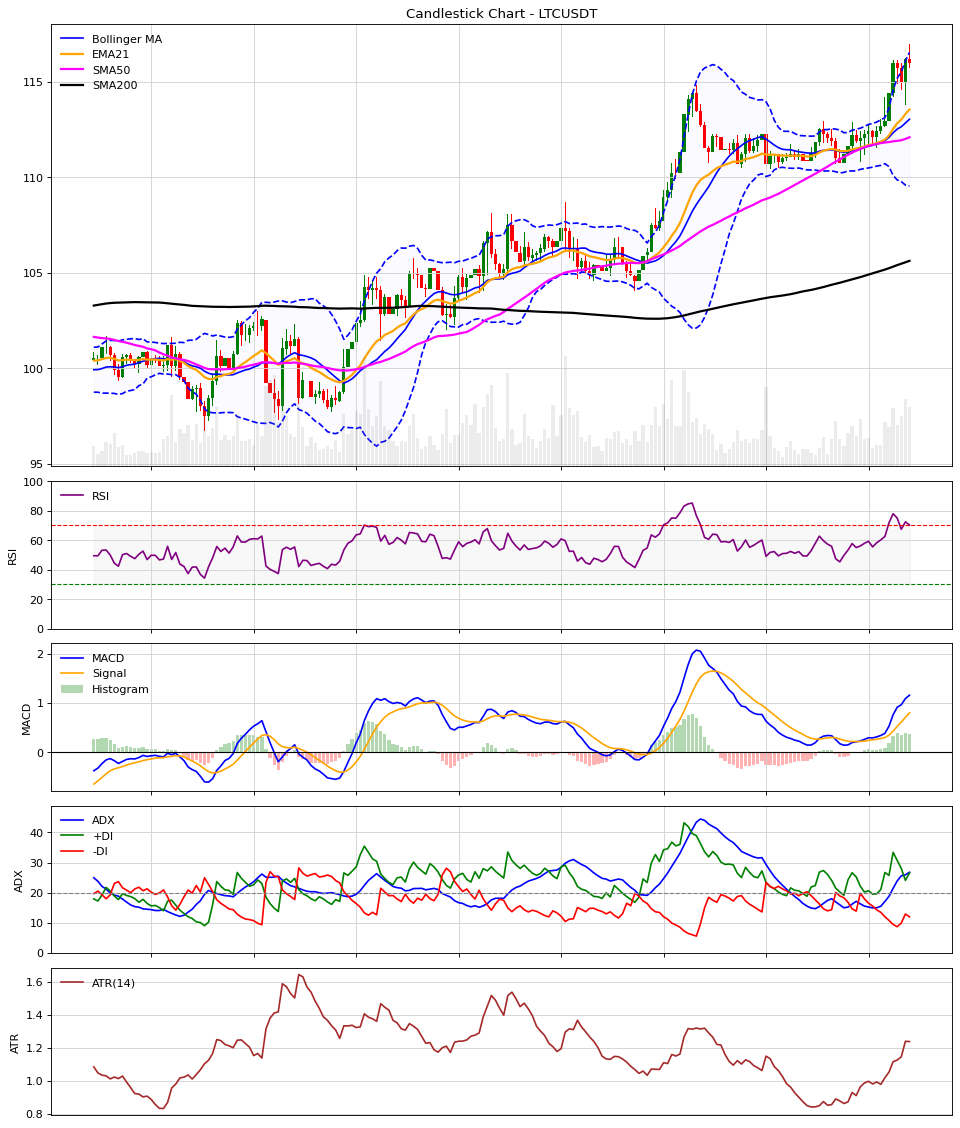 Candlestick Chart - LTCUSDT
Bollinger MA
EMA21
SMA50
SMA200
115
110
105
100
95
RSI
RSI
100
80
60
40
20
0
MACD
Signal
Histogram
MACD
2
1
0
ADX
+DI
-DI
ADX
40
30
20
10
0
ATR(14)
ATR
1.6
1.4
1.2
1.0
0.8